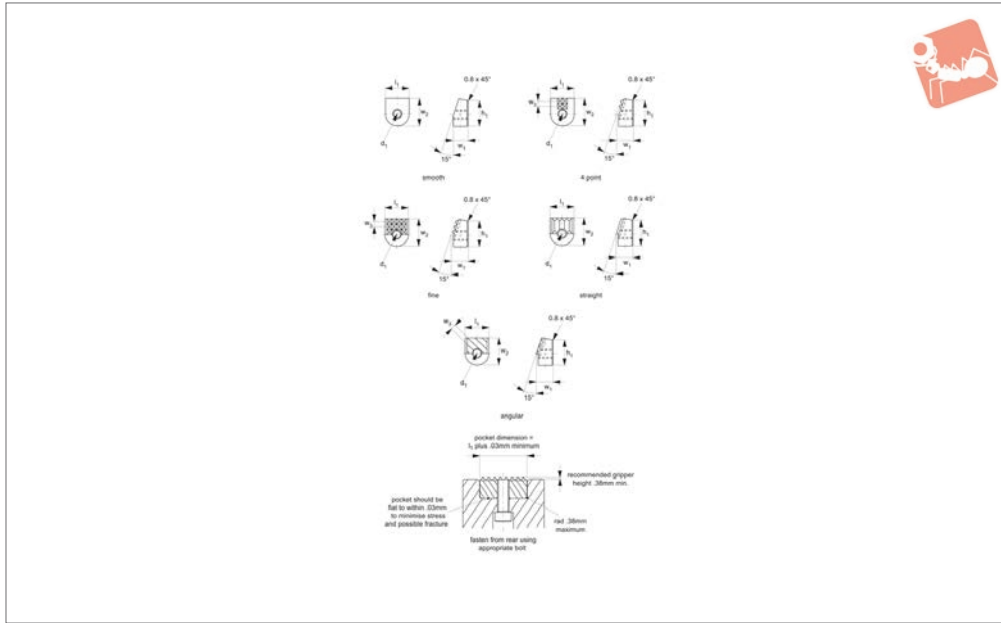 l₁
0.8 x 45°
w₂
h₁
d₁
w₁
15°
smooth
l₁
0.8 x 45°
w₃
w₂
h₁
d₁
w₁
15°
4 point
l₁
0.8 x 45°
w₃
w₂
h₁
d₁
w₁
15°
fine
l₁
0.8 x 45°
w₂
h₁
d₁
w₁
15°
straight
w₃
l₁
0.8 x 45°
w₂
h₁
d₁
w₁
15°
angular
pocket dimension =
l₁ plus .03mm minimum
recommended gripper
height .38mm min.
pocket should be
flat to within .03mm
to minimise stress
and possible fracture
rad .38mm
maximum
fasten from rear using
appropriate bolt